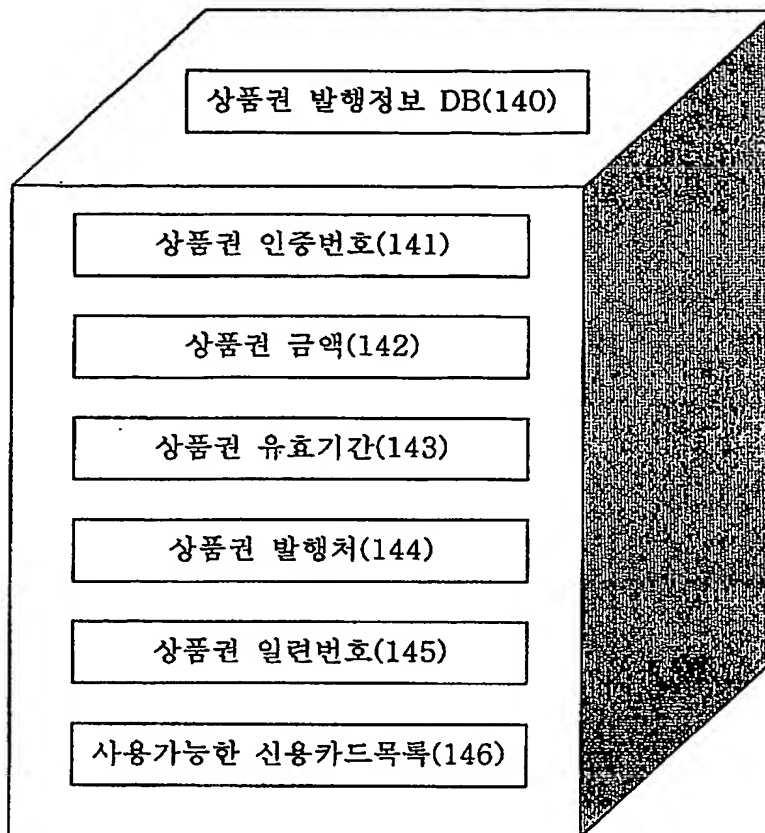 상품권 발행정보 DB(140)
상품권 인증번호(141)
상품권 금액(142)
상품권 유효기간(143)
상품권 발행처(144)
상품권 일련번호(145)
사용가능한 신용카드목록(146)